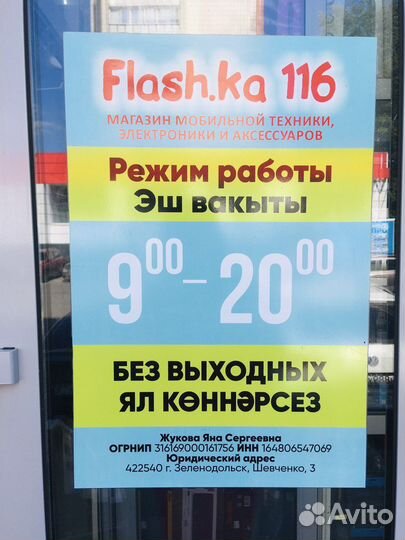 Flash.ka 116
МАГАЗИН МОБИЛЬНОЙ ТЕХНИКИ,
ЭЛЕКТРОНИКИ И АКСЕССУАРОВ
Режим работы
Эш вакыты
9⁰⁰ – 20⁰⁰
БЕЗ ВЫХОДНЫХ
ЯЛ КӨННӘРСЕЗ
Жукова Яна Сергеевна
ОГРНИП 316169000161756 ИНН 164806547069
Юридический адрес
422540 г. Зеленодольск, Шевченко, 3
Avito